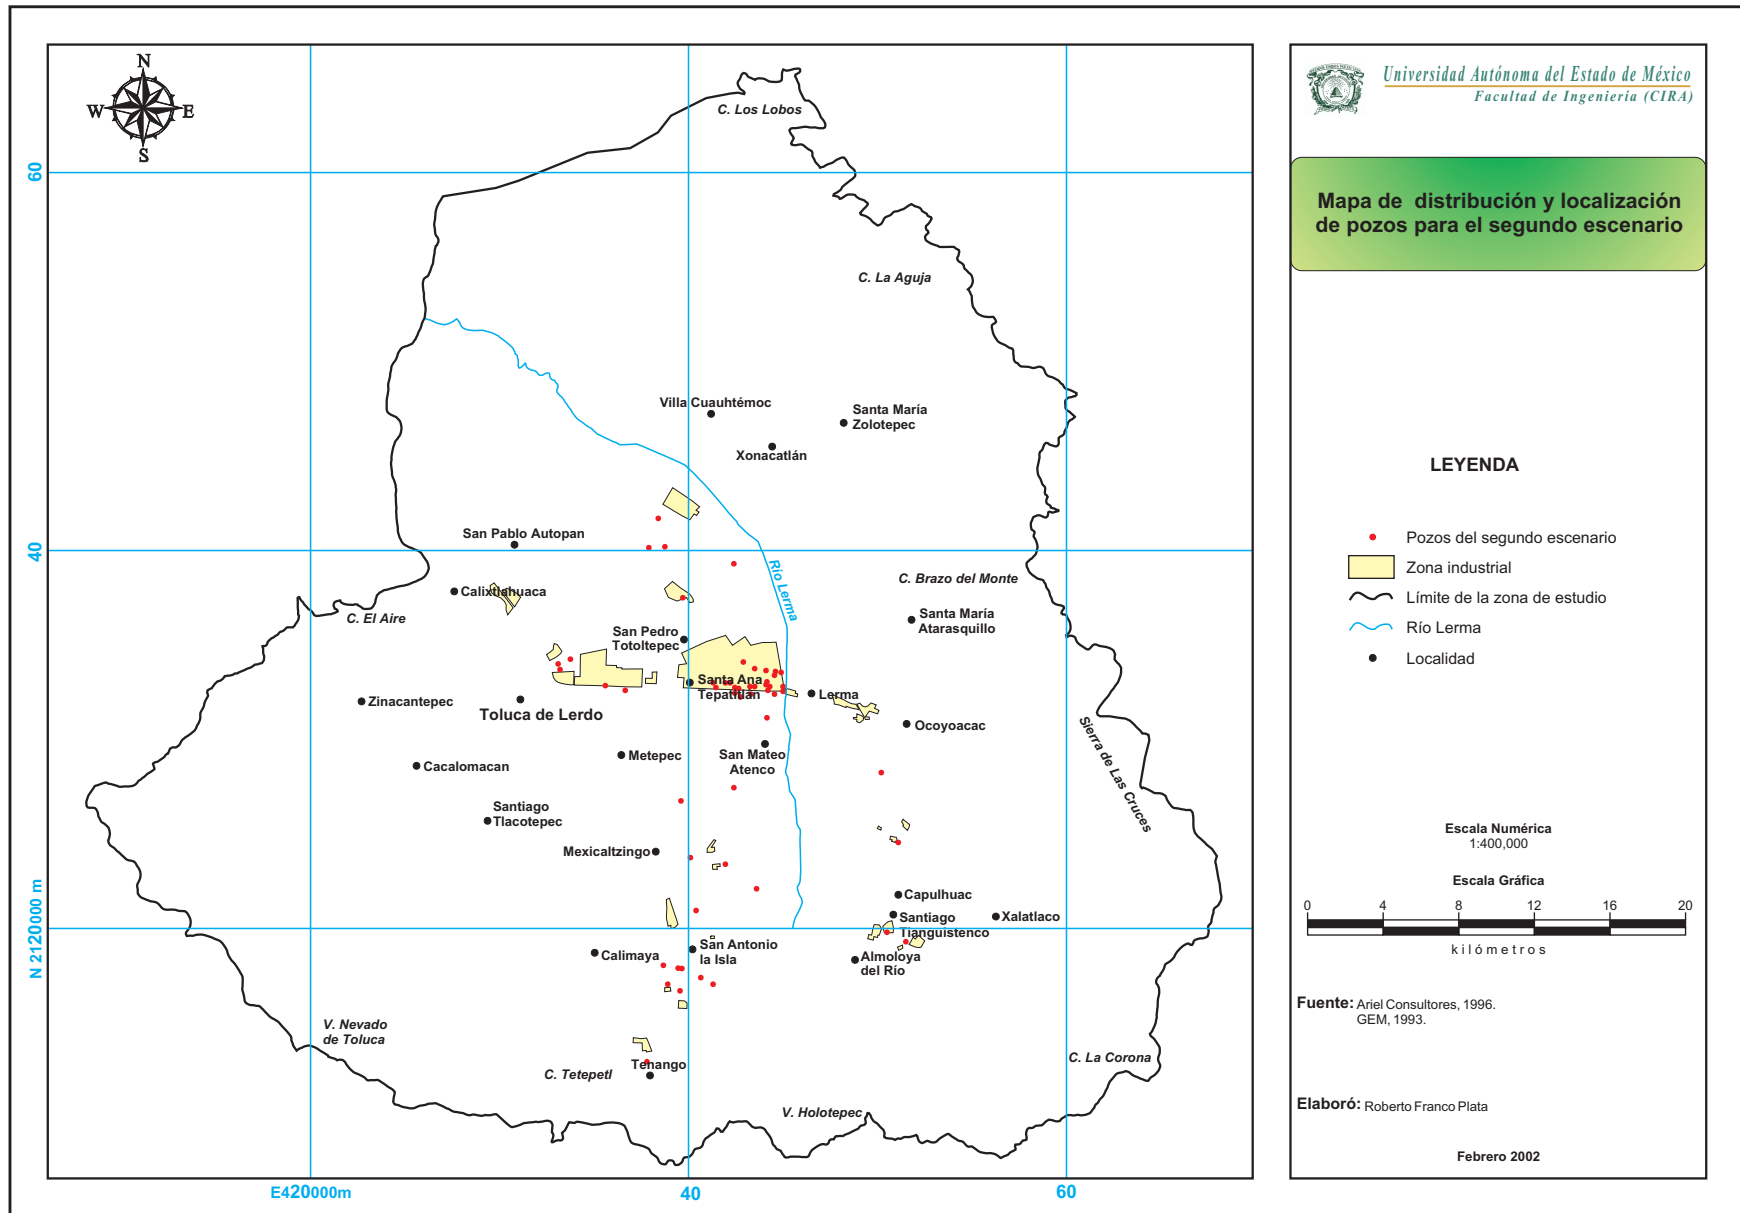 N
W
E
S
C. Los Lobos
60
C. La Aguja
Villa Cuauhtémoc
Santa María
Zolotepec
Xonacatlán
San Pablo Autopan
40
Río Lerma
C. Brazo del Monte
Calixtlahuaca
C. El Aire
Santa María
Atarasquillo
San Pedro
Totoltepec
Santa Ana
Tepatitlán
Lerma
Zinacantepec
Toluca de Lerdo
Ocoyoacac
Sierra de Las Cruces
Metepec
San Mateo
Atenco
Cacalomacan
Santiago
Tlacotepec
Mexicaltzingo
Capulhuac
Santiago
Tianguistenco
Xalatlaco
N 2120000 m
San Antonio
la Isla
Calimaya
Almoloya
del Río
V. Nevado
de Toluca
C. La Corona
Tenango
C. Tetepetl
V. Holotepec
E420000m
40
60
Universidad Autónoma del Estado de México
Facultad de Ingeniería (CIRA)
Mapa de distribución y localización
de pozos para el segundo escenario
LEYENDA
Pozos del segundo escenario
Zona industrial
Límite de la zona de estudio
Río Lerma
Localidad
Escala Numérica
1:400,000
Escala Gráfica
0 4 8 12 16 20
kilómetros
Fuente: Ariel Consultores, 1996.
GEM, 1993.
Elaboró: Roberto Franco Plata
Febrero 2002